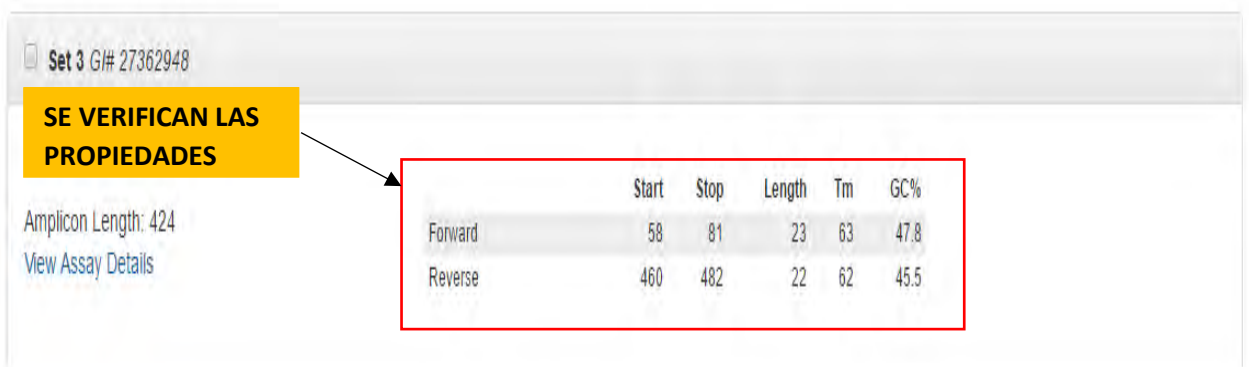 Set 3 GI# 27362948
SE VERIFICAN LAS
PROPIEDADES
Amplicon Length: 424
View Assay Details
Start Stop Length Tm GC%
Forward 58 81 23 63 47.8
Reverse 460 482 22 62 45.5